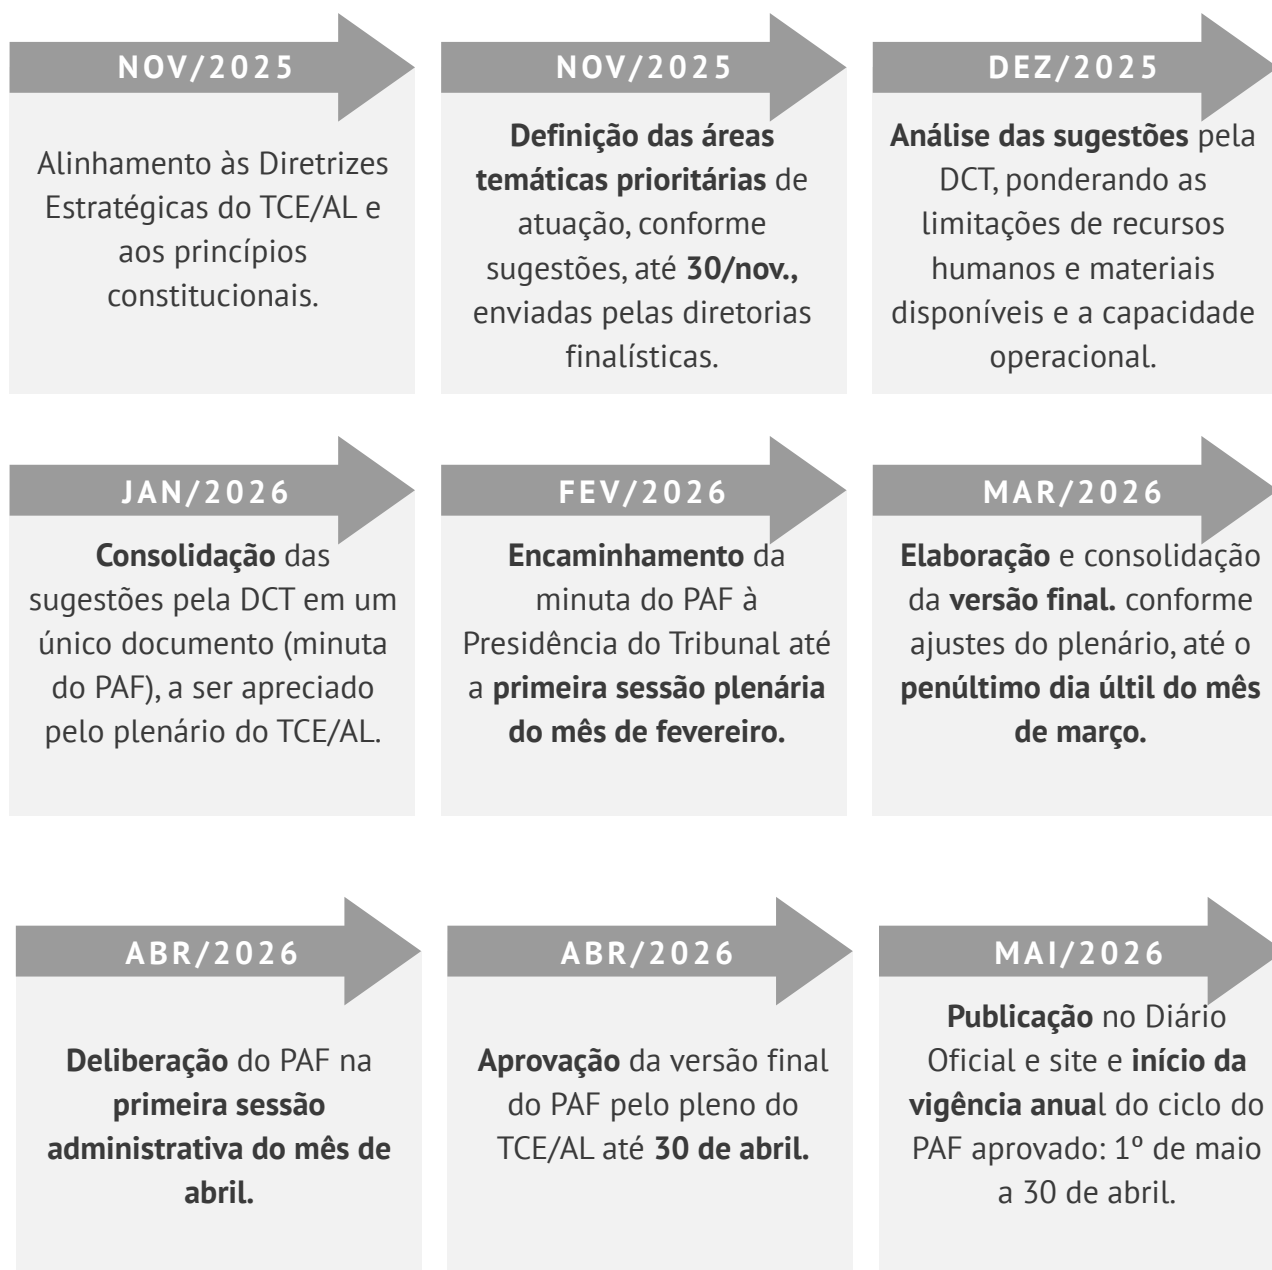 NOV/2025
Alinhamento às Diretrizes
Estratégicas do TCE/AL e
aos princípios
constitucionais.
NOV/2025
Definição das áreas
temáticas prioritárias de
atuação, conforme
sugestões, até 30/nov.,
enviadas pelas diretorias
finalísticas.
DEZ/2025
Análise das sugestões pela
DCT, ponderando as
limitações de recursos
humanos e materiais
disponíveis e a capacidade
operacional.
JAN/2026
Consolidação das
sugestões pela DCT em um
único documento (minuta
do PAF), a ser apreciado
pelo plenário do TCE/AL.
FEV/2026
Encaminhamento da
minuta do PAF à
Presidência do Tribunal até
a primeira sessão plenária
do mês de fevereiro.
MAR/2026
Elaboração e consolidação
da versão final. conforme
ajustes do plenário, até o
penúltimo dia últil do mês
de março.
ABR/2026
Deliberação do PAF na
primeira sessão
administrativa do mês de
abril.
ABR/2026
Aprovação da versão final
do PAF pelo pleno do
TCE/AL até 30 de abril.
MAI/2026
Publicação no Diário
Oficial e site e início da
vigência anual do ciclo do
PAF aprovado: 1º de maio
a 30 de abril.